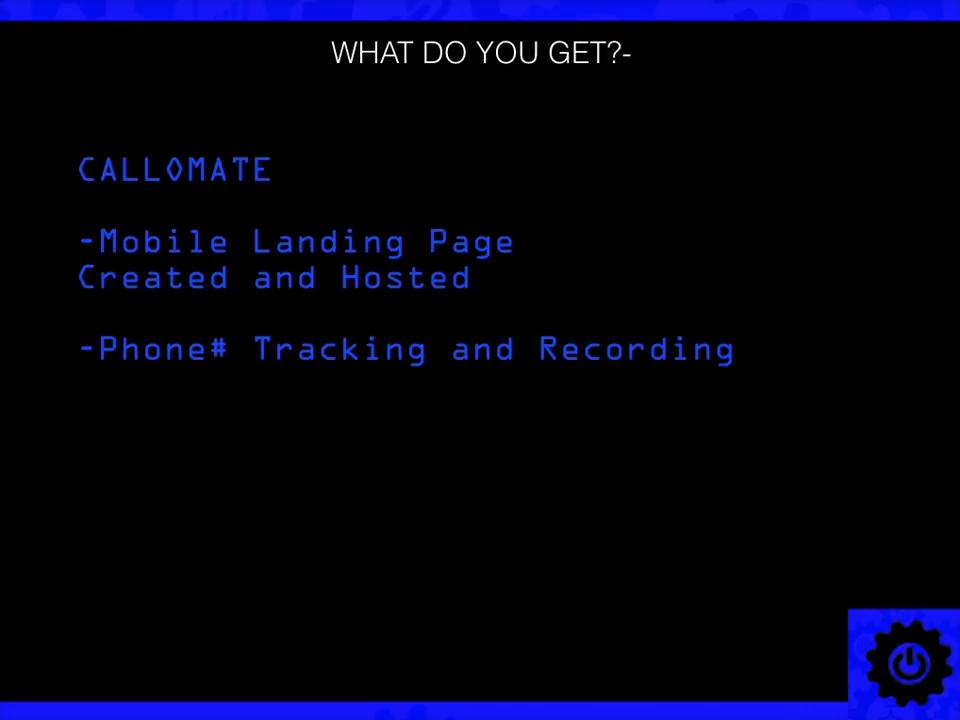 WHAT DO YOU GET?-
CALLOMATE
-Mobile Landing Page
Created and Hosted
-Phone# Tracking and Recording